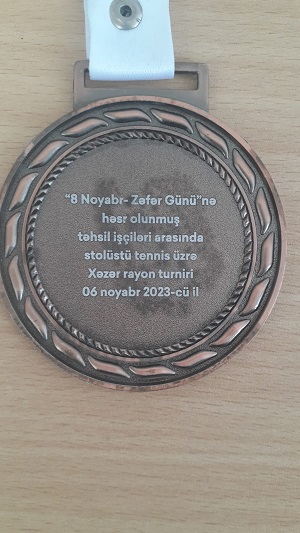 "8 Noyabr- Zəfər Günü"nə
həsr olunmuş
təhsil işçiləri arasında
stolüstü tennis üzrə
Xəzər rayon turniri
06 noyabr 2023-cü il